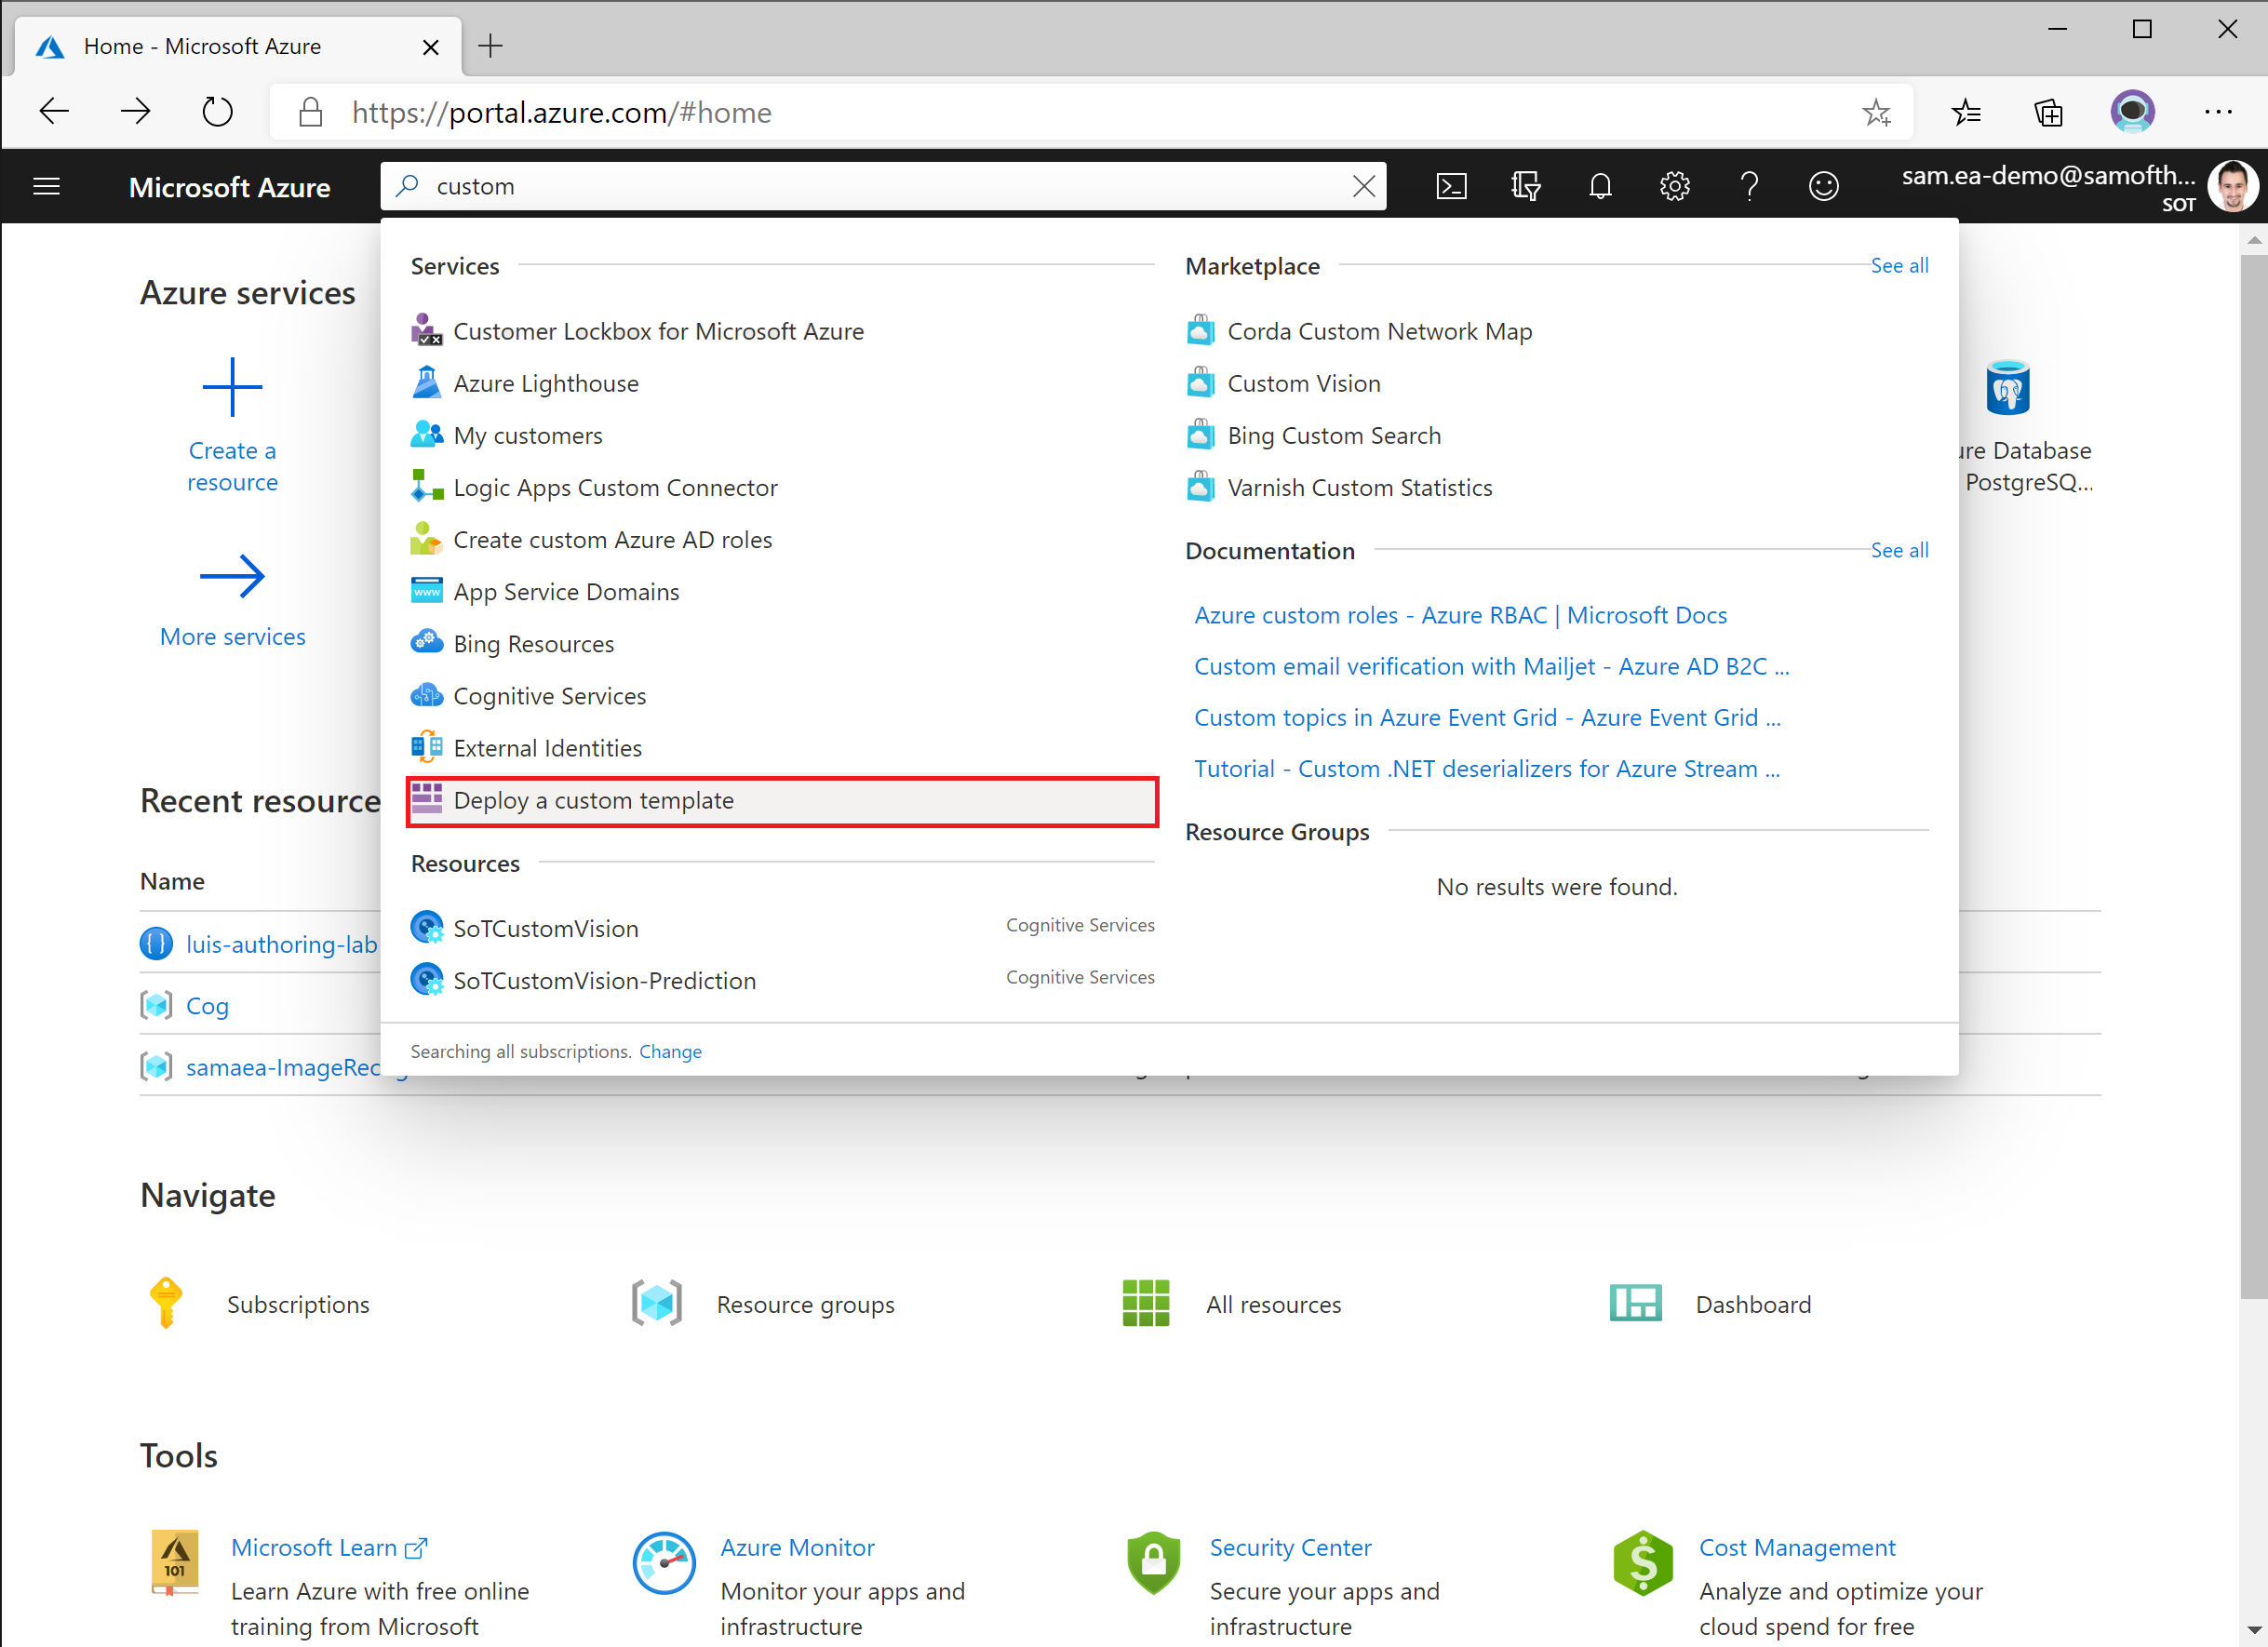 Home - Microsoft Azure
https://portal.azure.com/#home
Microsoft Azure
custom
sam.ea-demo@samofth...
SOT
Azure services
Create a
resource
More services
Services
Customer Lockbox for Microsoft Azure
Azure Lighthouse
My customers
Logic Apps Custom Connector
Create custom Azure AD roles
www
App Service Domains
Bing Resources
Cognitive Services
External Identities
Deploy a custom template
Resources
SoTCustomVision
Cognitive Services
SoTCustomVision-Prediction
Cognitive Services
Searching all subscriptions. Change
Marketplace
See all
Corda Custom Network Map
Custom Vision
Bing Custom Search
Varnish Custom Statistics
Documentation
See all
Azure custom roles - Azure RBAC | Microsoft Docs
Custom email verification with Mailjet - Azure AD B2C ...
Custom topics in Azure Event Grid - Azure Event Grid ...
Tutorial - Custom .NET deserializers for Azure Stream ...
Resource Groups
No results were found.
ure Database
PostgreSQ...
Recent resource
Name
luis-authoring-lab
Cog
samaea-ImageRecog
Navigate
Subscriptions
Resource groups
All resources
Dashboard
Tools
101
Microsoft Learn
Learn Azure with free online
training from Microsoft
Azure Monitor
Monitor your apps and
infrastructure
Security Center
Secure your apps and
infrastructure
$
Cost Management
Analyze and optimize your
cloud spend for free